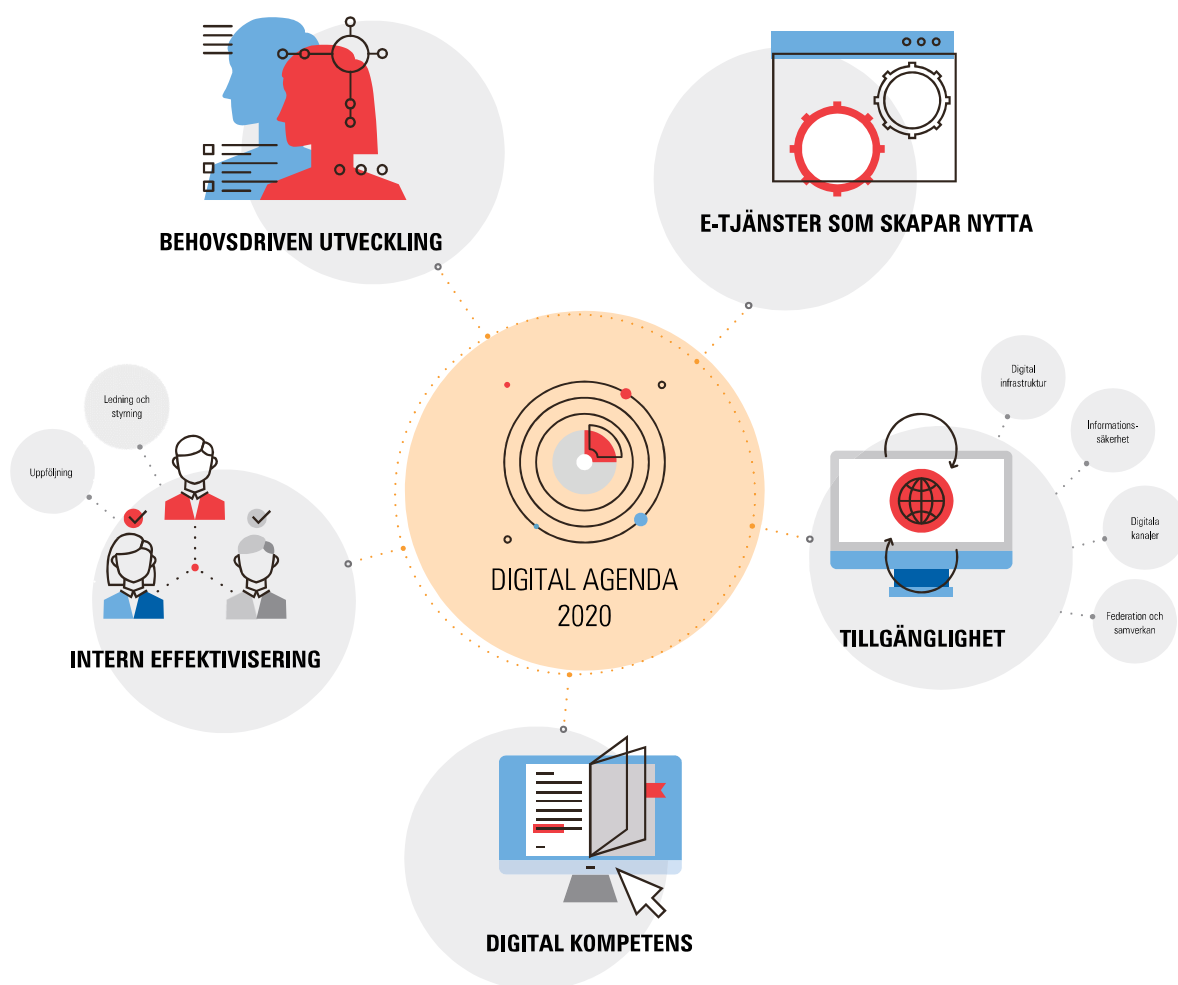 BEHOVSDRIVEN UTVECKLING
E-TJÄNSTER SOM SKAPAR NYTTA
Ledning och
styrning
Uppföljning
INTERN EFFEKTIVISERING
DIGITAL AGENDA
2020
Digital
infrastruktur
Informations-
säkerhet
Digitala
kanaler
Federation och
samverkan
TILLGÄNGLIGHET
DIGITAL KOMPETENS